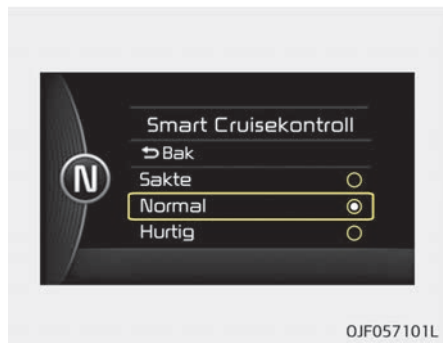 Smart Cruisekontroll
Bak
Sakte
N
Normal
Hurtig
OJF057101L